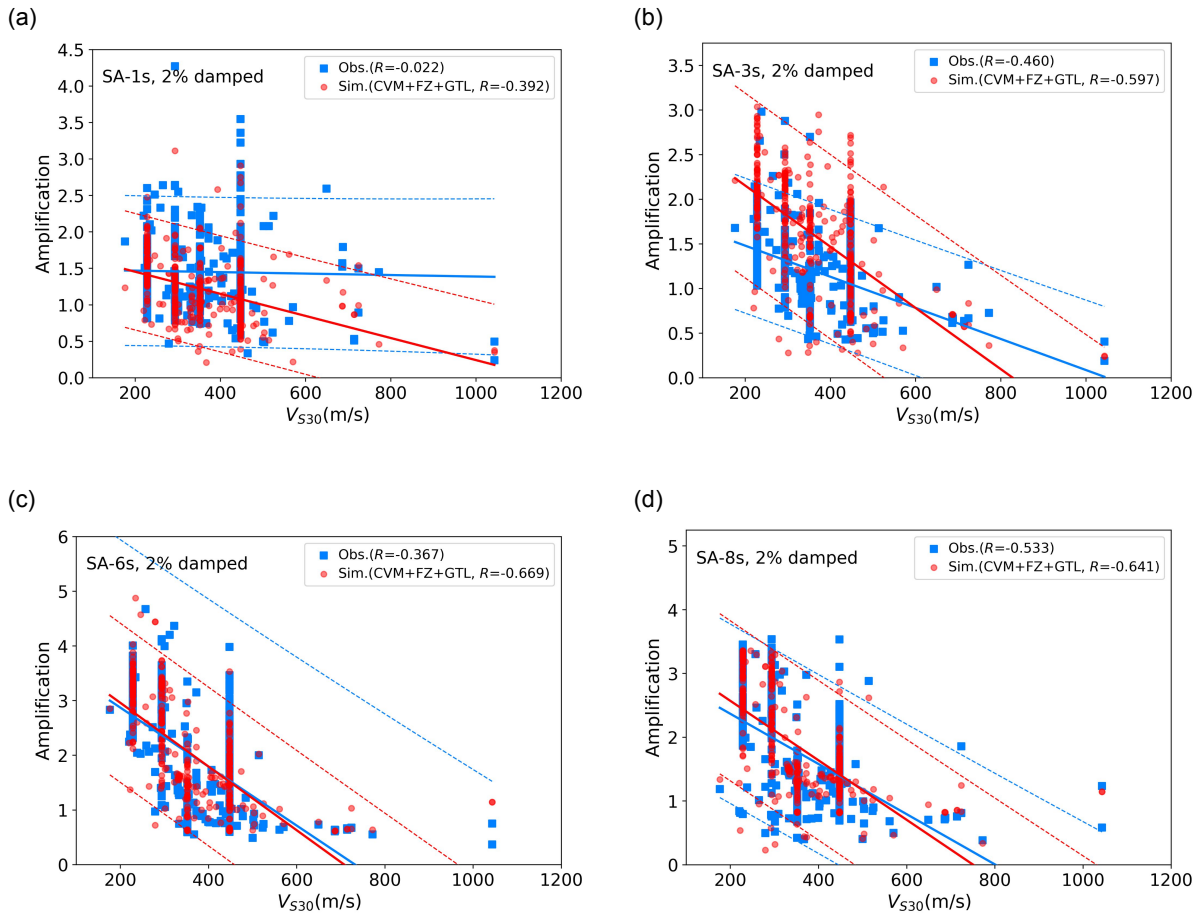 (a)
(b)
SA-1s, 2% damped
Obs.(R=-0.022)
Sim.(CVM+FZ+GTL, R=-0.392)
4.5
4.0
3.5
3.0
2.5
2.0
1.5
1.0
0.5
0.0
Amplification
200 400 600 800 1000 1200
VS30(m/s)
SA-3s, 2% damped
Obs.(R=-0.460)
Sim.(CVM+FZ+GTL, R=-0.597)
3.5
3.0
2.5
2.0
1.5
1.0
0.5
0.0
Amplification
200 400 600 800 1000 1200
VS30(m/s)
(c)
(d)
SA-6s, 2% damped
Obs.(R=-0.367)
Sim.(CVM+FZ+GTL, R=-0.669)
6
5
4
3
2
1
0
Amplification
200 400 600 800 1000 1200
VS30(m/s)
SA-8s, 2% damped
Obs.(R=-0.533)
Sim.(CVM+FZ+GTL, R=-0.641)
5
4
3
2
1
0
Amplification
200 400 600 800 1000 1200
VS30(m/s)